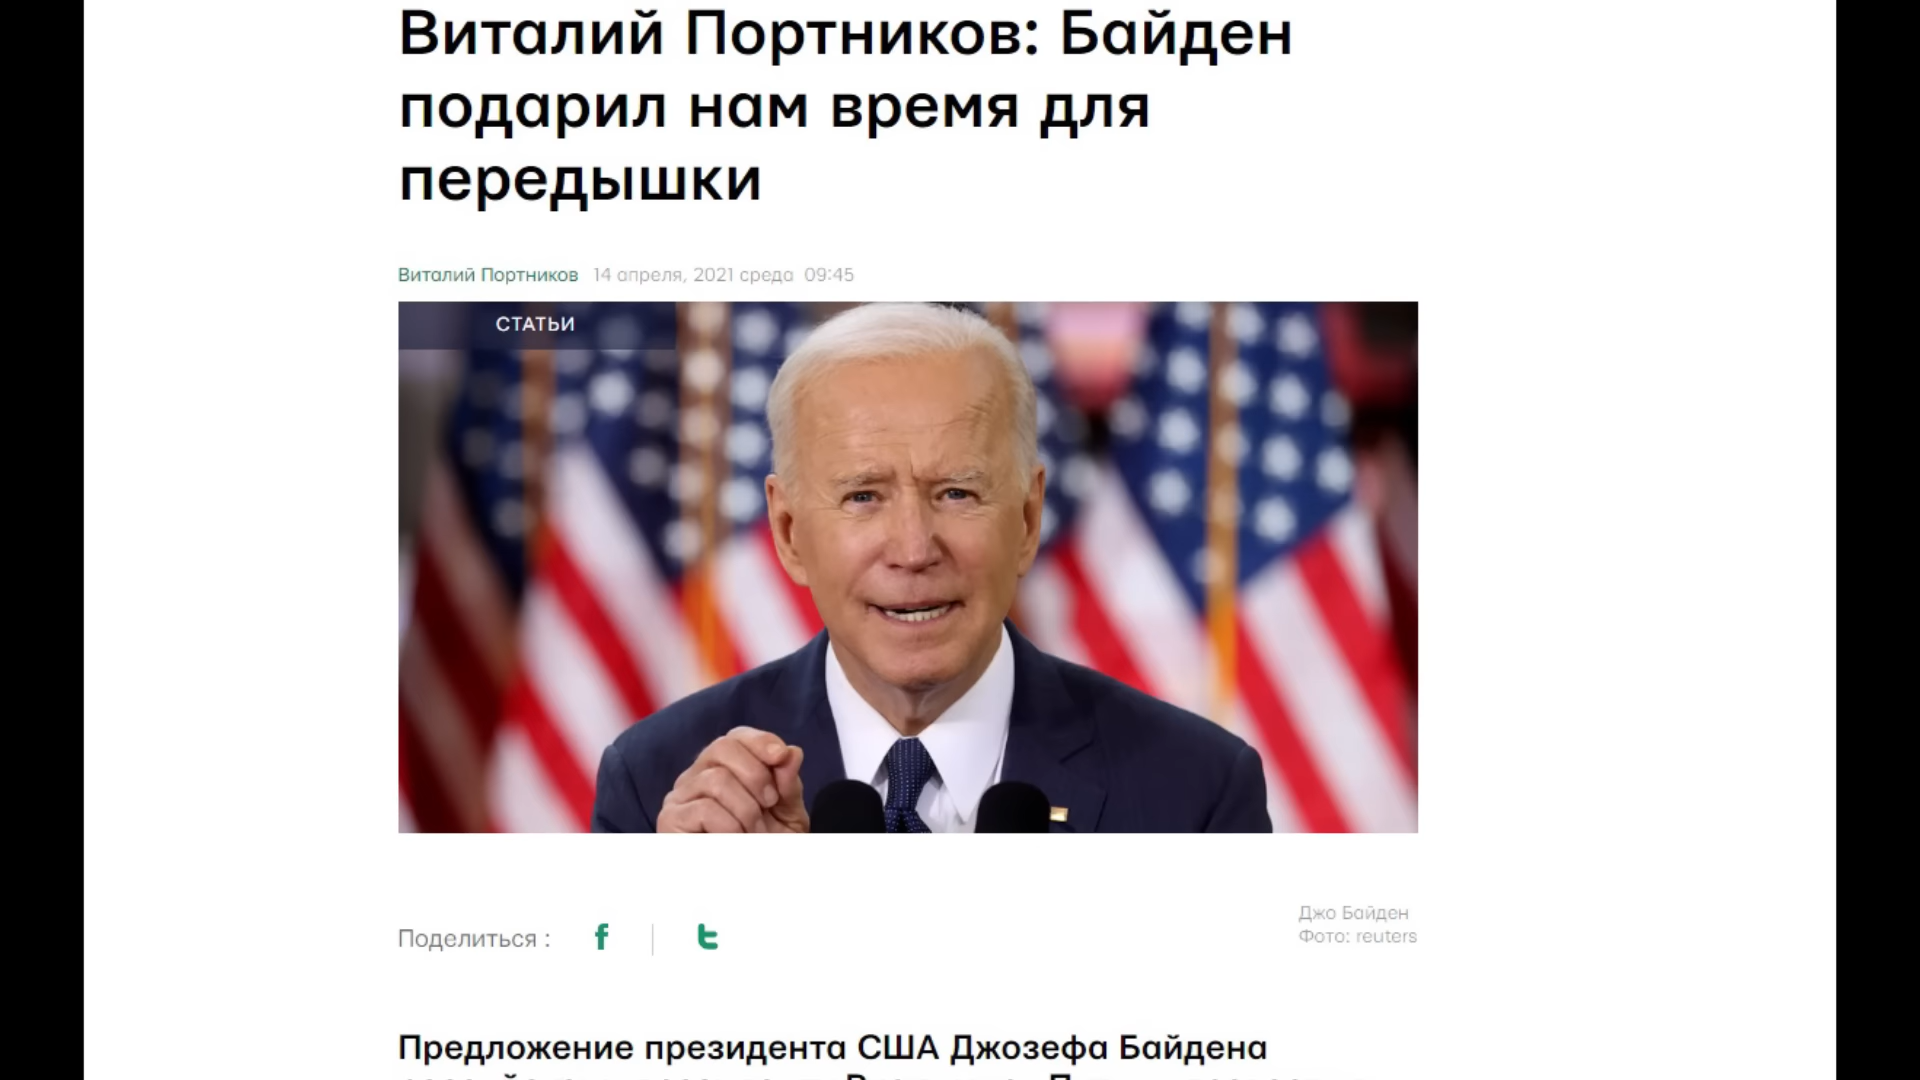 Виталий Портников: Байден
подарил нам время для
передышки
Виталий Портников 14 апреля, 2021 среда 09:45
СТАТЬИ
Джо Байден
Фото: reuters
Поделиться :
Предложение президента США Джозефа Байдена